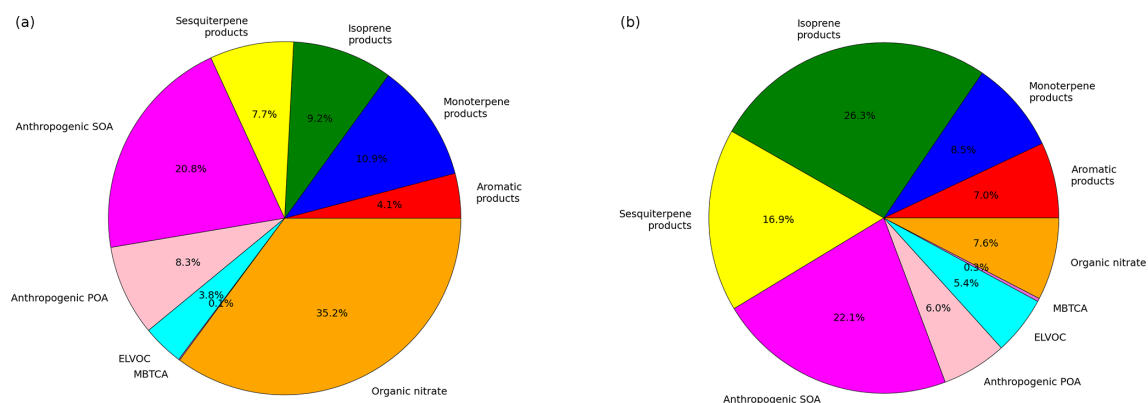 (a)
Sesquiterpene
products
Isoprene
products
Monoterpene
products
Aromatic
products
Anthropogenic SOA
Anthropogenic POA
ELVOC
MBTCA
Organic nitrate
7.7%
9.2%
10.9%
4.1%
20.8%
8.3%
3.8%
0.1%
35.2%
(b)
Isoprene
products
Monoterpene
products
Aromatic
products
Sesquiterpene
products
Organic nitrate
MBTCA
ELVOC
Anthropogenic POA
Anthropogenic SOA
26.3%
8.5%
7.0%
16.9%
7.6%
0.3%
5.4%
6.0%
22.1%